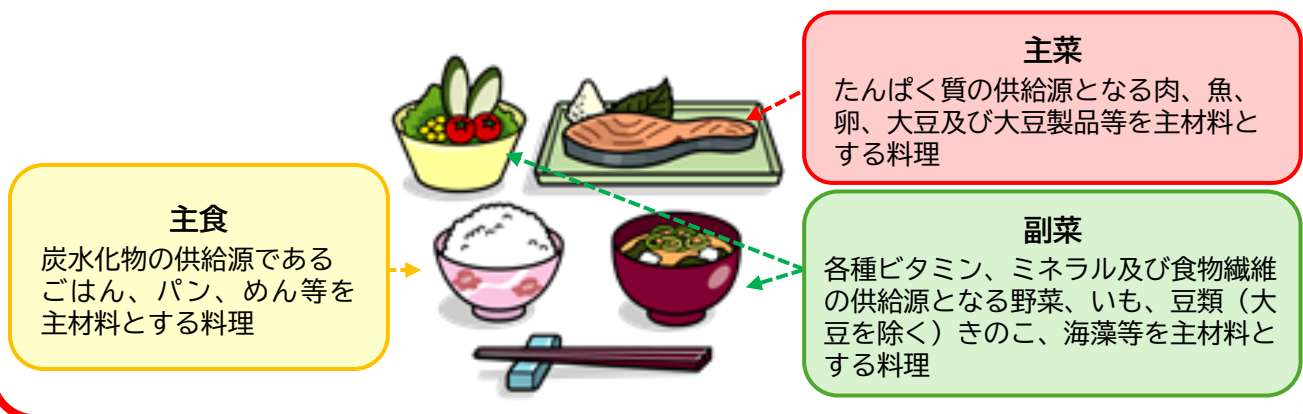 主菜
たんぱく質の供給源となる肉、魚、
卵、大豆及び大豆製品等を主材料と
する料理
主食
炭水化物の供給源である
ごはん、パン、めん等を
主材料とする料理
副菜
各種ビタミン、ミネラル及び食物繊維
の供給源となる野菜、いも、豆類（大
豆を除く）きのこ、海藻等を主材料と
する料理